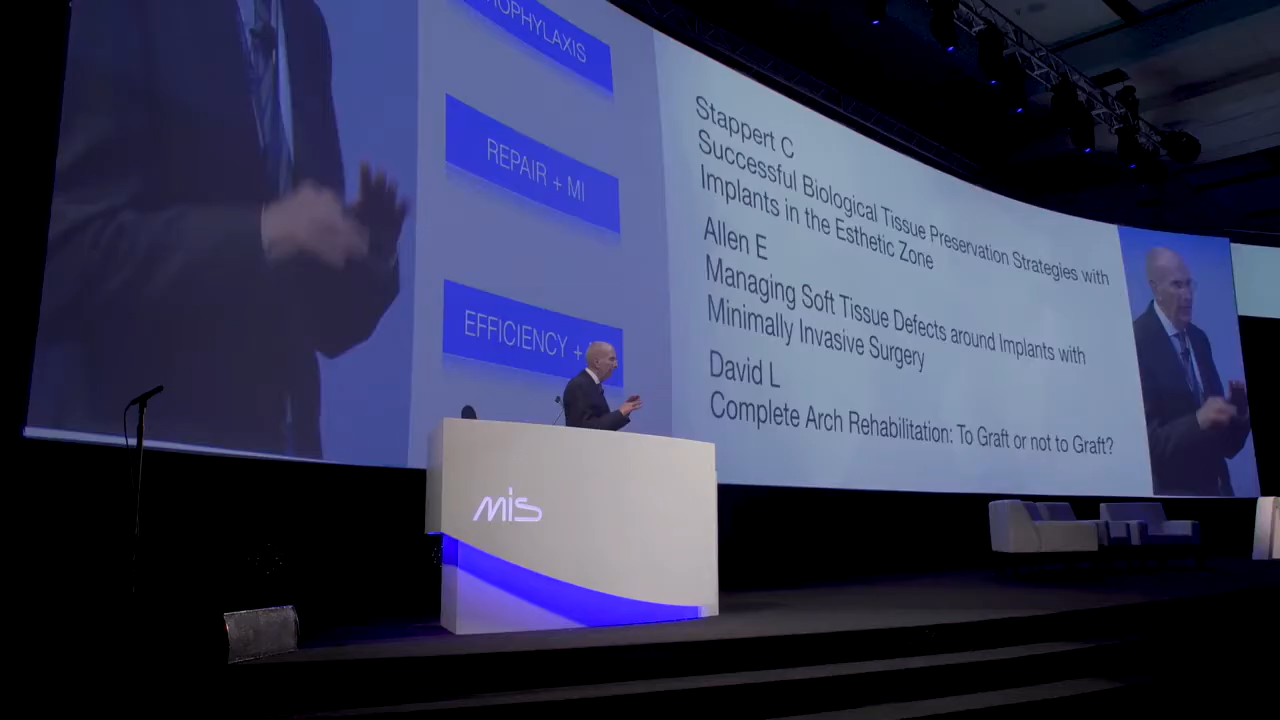 REPAIR + MI
EFFICIENCY +
Stappert C
Successful Biological Tissue Preservation Strategies with
Implants in the Esthetic Zone
Allen E
Managing Soft Tissue Defects around Implants with
Minimally Invasive Surgery
David L
Complete Arch Rehabilitation: To Graft or not to Graft?
mis